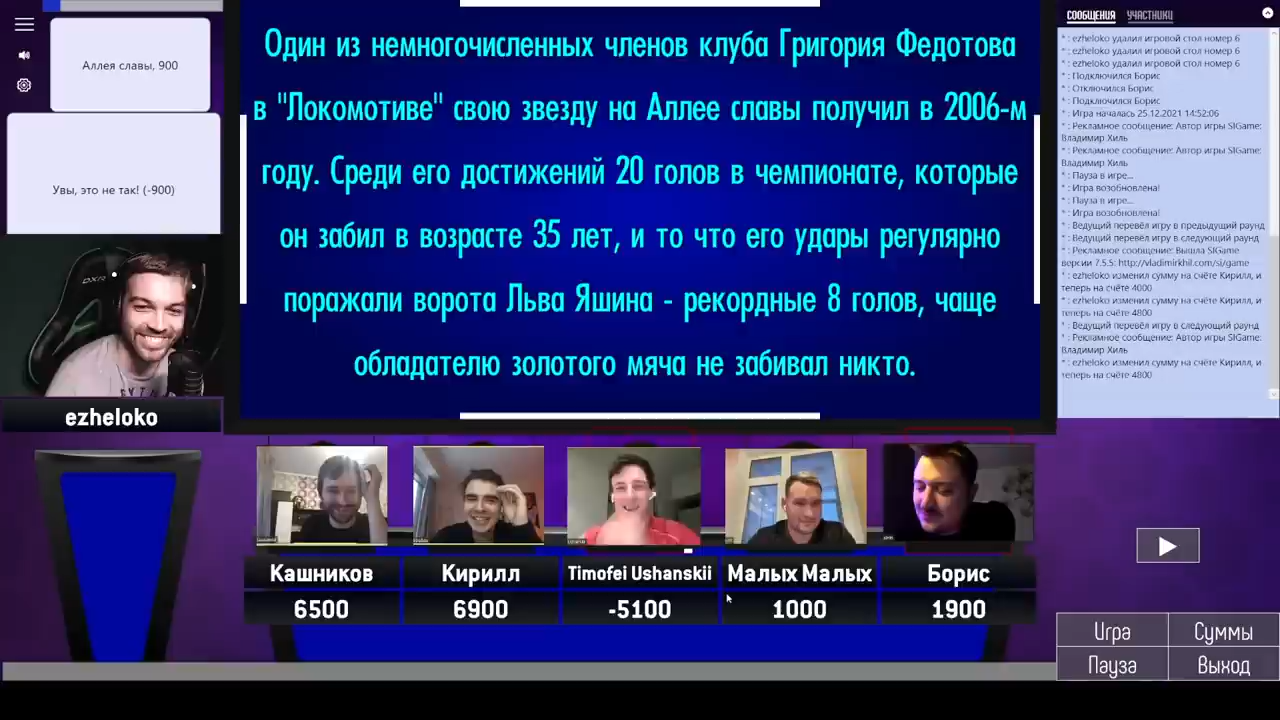 Аллея славы, 900
Увы, это не так! (-900)
ezheloko
Один из немногочисленных членов клуба Григория Федотова
в "Локомотиве" свою звезду на Аллее славы получил в 2006-м
году. Среди его достижений 20 голов в чемпионате, которые
он забил в возрасте 35 лет, и то что его удары регулярно
поражали ворота Льва Яшина - рекордные 8 голов, чаще
обладателю золотого мяча не забивал никто.
Кашников
Кирилл
Timofei Ushanskii
Малых Малых
Борис
6500
6900
-5100
1000
1900
СООБЩЕНИЯ УЧАСТНИКИ
* : ezheloko удалил игровой стол номер 6
* : ezheloko удалил игровой стол номер 6
* : ezheloko удалил игровой стол номер 6
* : Подключился Борис
* : Отключился Борис
* : Подключился Борис
* : Игра началась 25.12.2021 14:52:06
* : Рекламное сообщение: Автор игры SIGame:
Владимир Хиль
* : Рекламное сообщение: Автор игры SIGame:
Владимир Хиль
* : Пауза в игре...
* : Игра возобновлена!
* : Пауза в игре...
* : Игра возобновлена!
* : Ведущий перевёл игру в предыдущий раунд
* : Ведущий перевёл игру в следующий раунд
* : Рекламное сообщение: Вышла SIGame
версии 7.5.5: http://vladimirkhil.com/si/game
* : ezheloko изменил сумму на счёте Кирилл, и
теперь на счёте 4000
* : ezheloko изменил сумму на счёте Кирилл, и
теперь на счёте 4800
* : Ведущий перевёл игру в следующий раунд
* : Рекламное сообщение: Автор игры SIGame:
Владимир Хиль
* : ezheloko изменил сумму на счёте Кирилл, и
теперь на счёте 4800
Игра
Суммы
Пауза
Выход